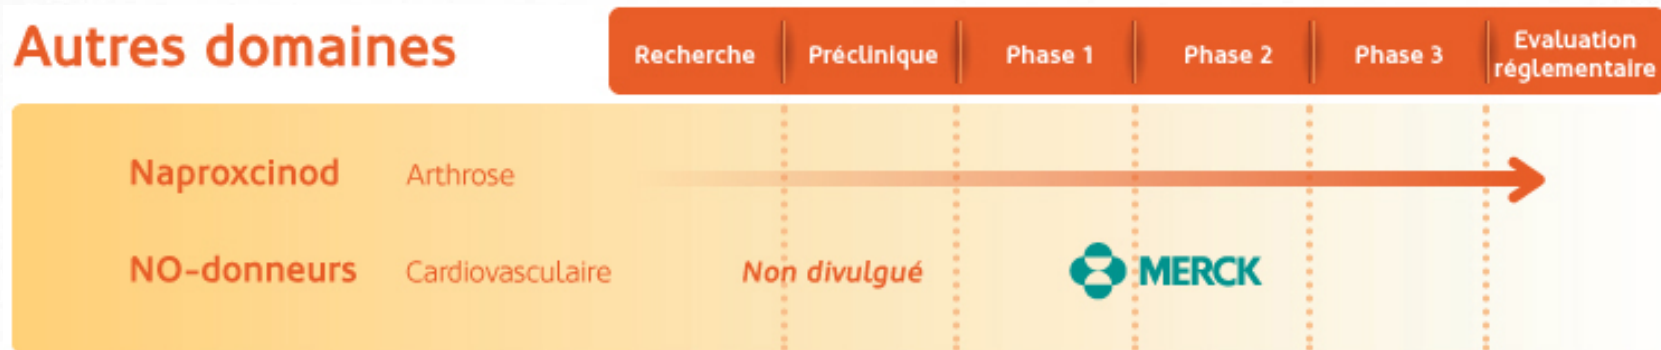 Autres domaines
Recherche
Préclinique
Phase 1
Phase 2
Phase 3
Evaluation
réglementaire
Naproxcinod Arthrose
NO-donneurs Cardiovasculaire Non divulgué MERCK